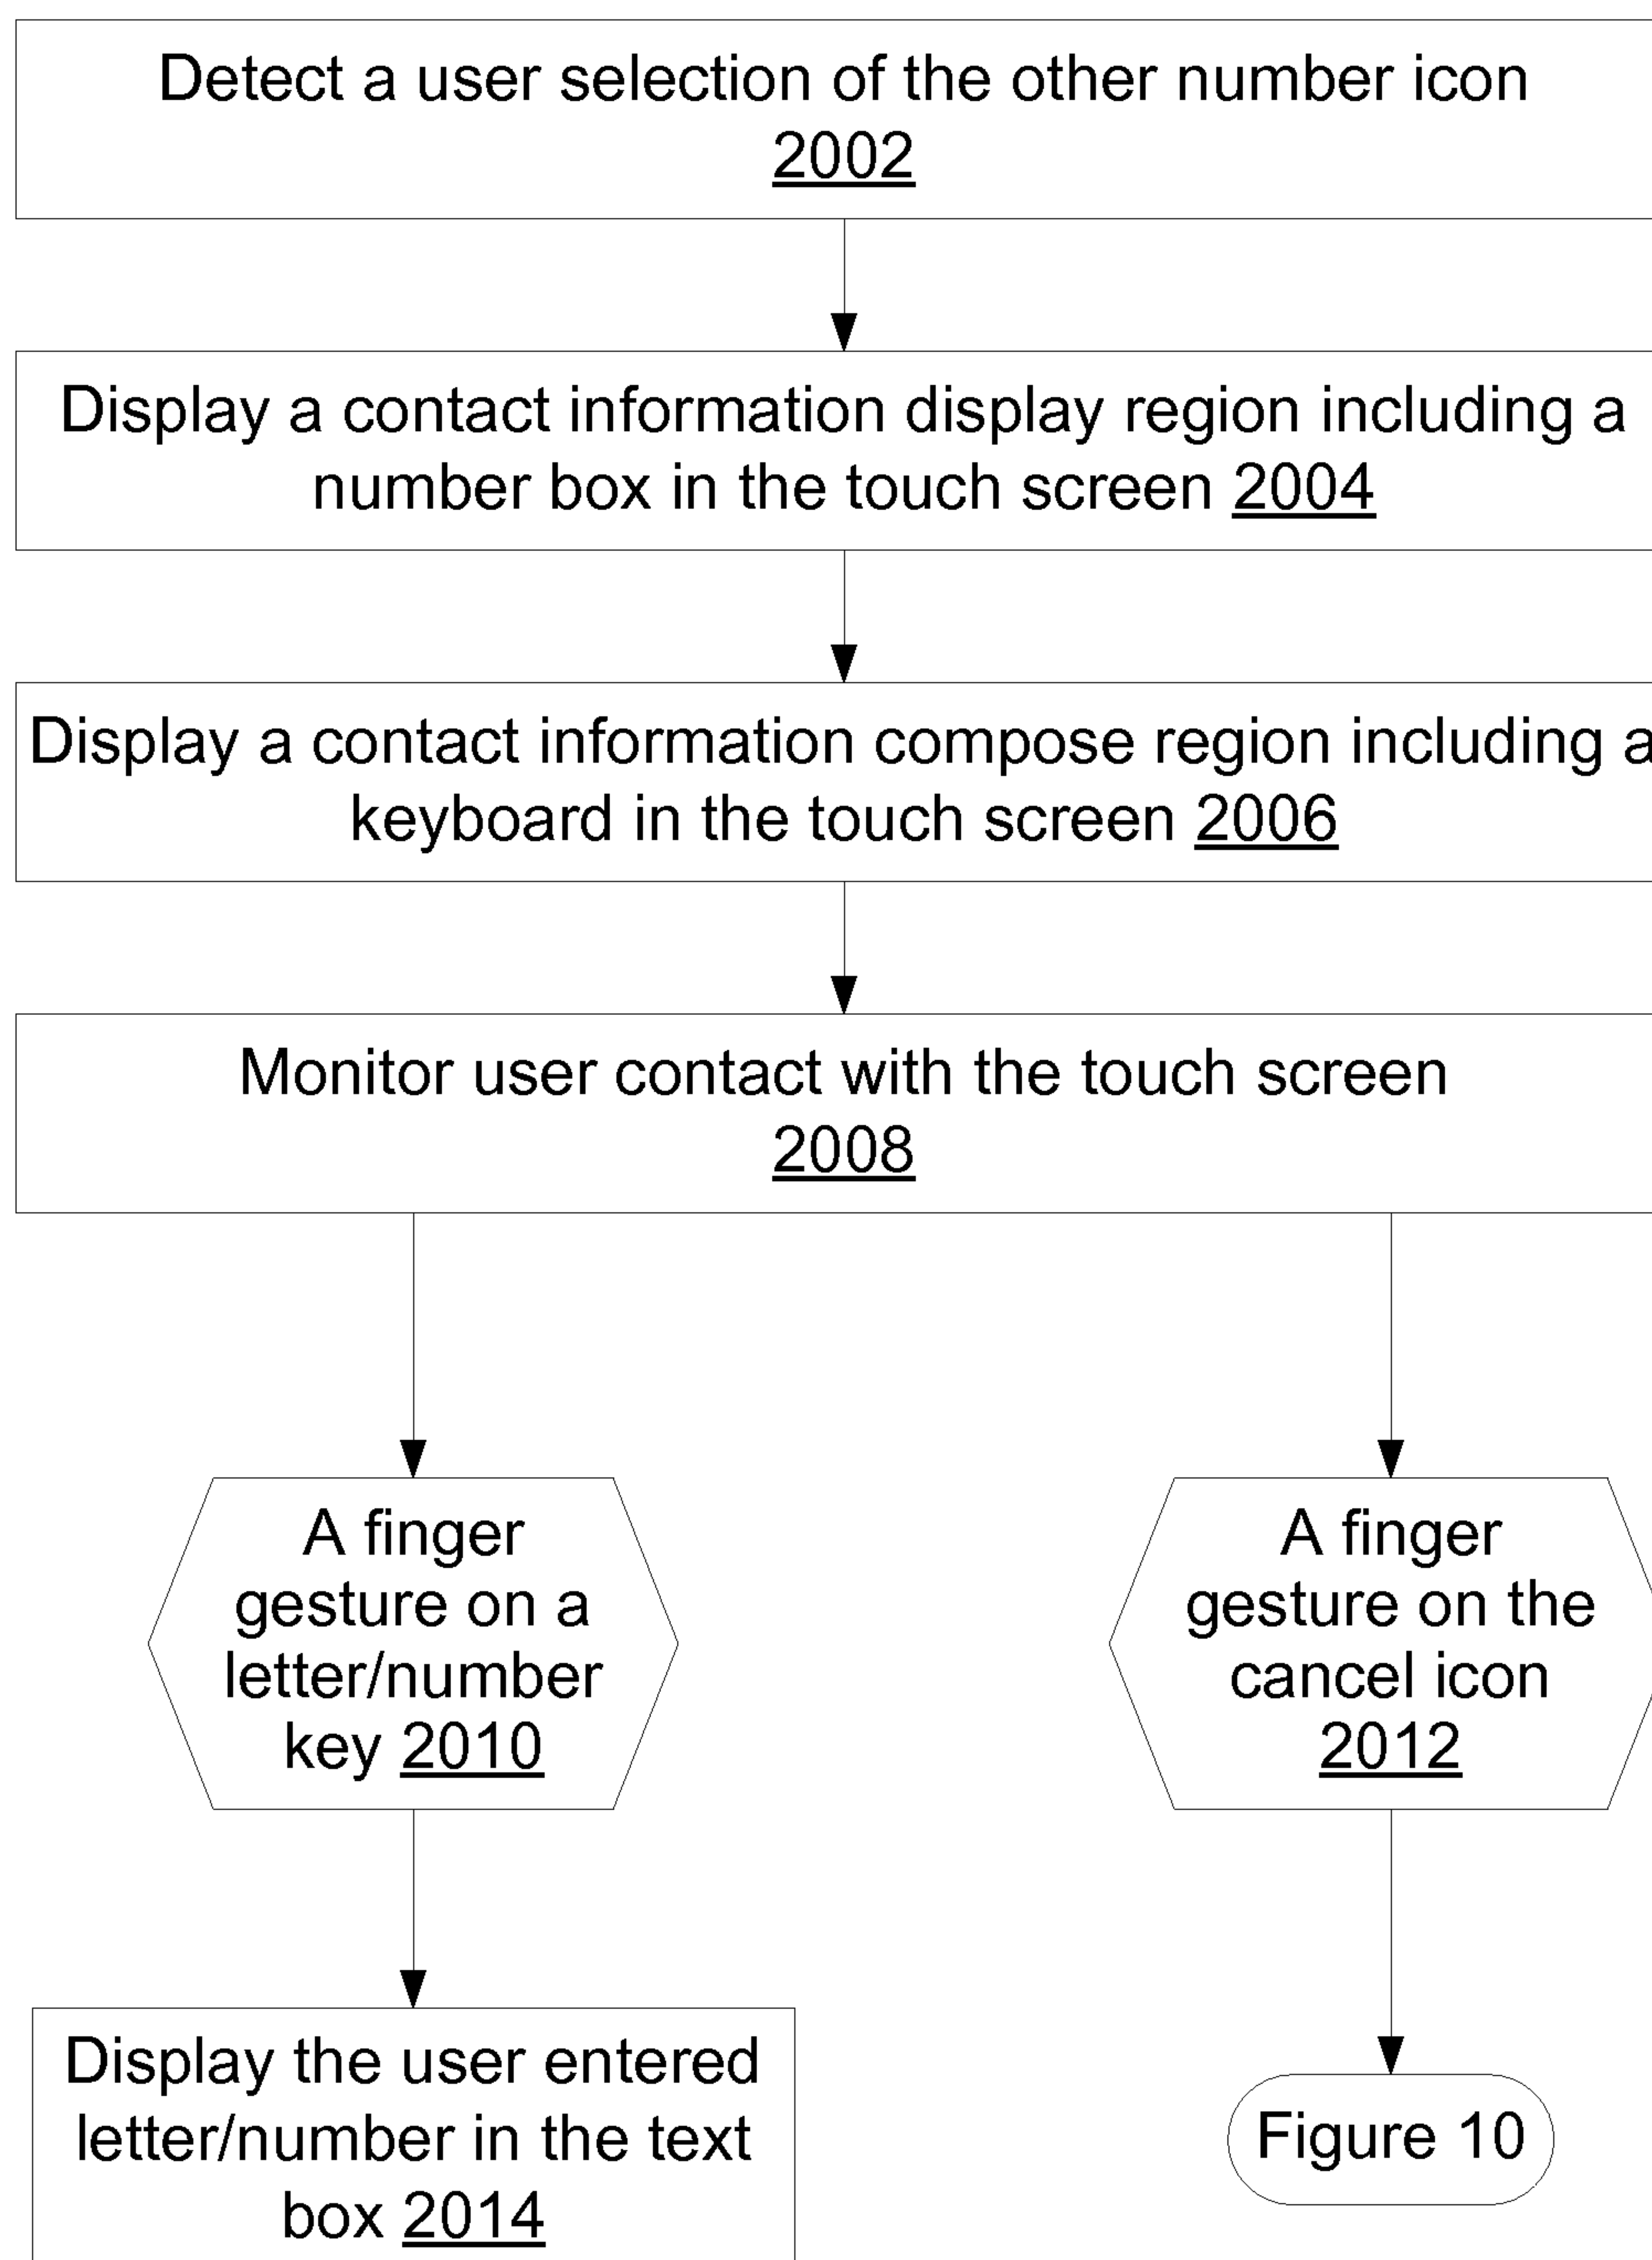 Detect a user selection of the other number icon
2002
Display a contact information display region including a
number box in the touch screen 2004
Display a contact information compose region including a
keyboard in the touch screen 2006
Monitor user contact with the touch screen
2008
A finger
gesture on a
letter/number
key 2010
A finger
gesture on the
cancel icon
2012
Display the user entered
letter/number in the text
box 2014
Figure 10